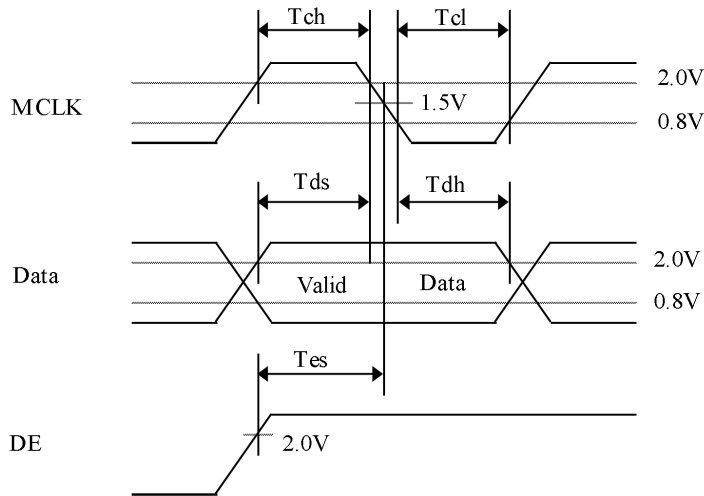 Tch
Tcl
2.0V
MCLK
1.5V
0.8V
Tds
Tdh
Data
2.0V
Valid
Data
0.8V
Tes
DE
2.0V